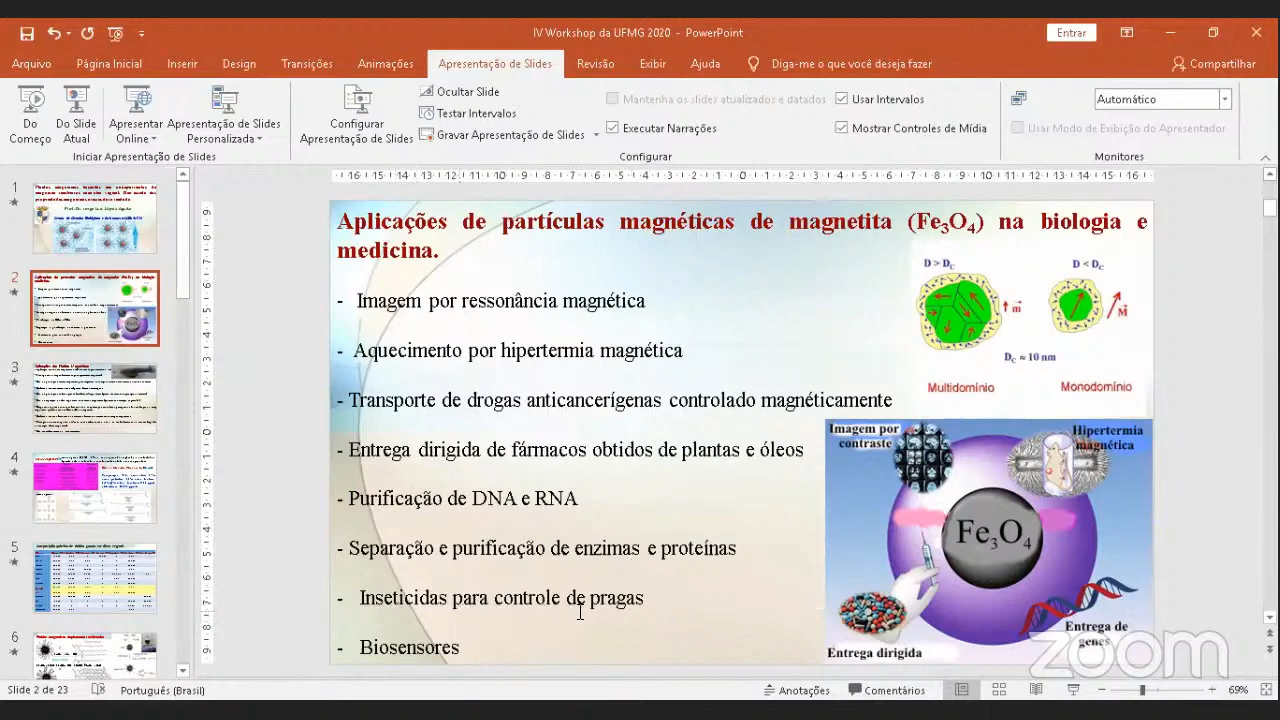 IV Workshop da UFMG 2020 - PowerPoint
Entrar
Arquivo Página Inicial Inserir Design Transições Animações Apresentação de Slides Revisão Exibir Ajuda Diga-me o que você deseja fazer Compartilhar
Do Começo
Do Slide Atual
Apresentar Online
Apresentação de Slides Personalizada
Iniciar Apresentação de Slides
Configurar Apresentação de Slides
Ocultar Slide
Testar Intervalos
Gravar Apresentação de Slides
Mantenha os slides atualizados e datados
Executar Narrações
Usar Intervalos
Mostrar Controles de Mídia
Configurar
Automático
Usar Modo de Exibição do Apresentador
Monitores
1
2
3
4
5
6
Aplicações de partículas magnéticas de magnetita (Fe3O4) na biologia e
medicina.
- Imagem por ressonância magnética
- Aquecimento por hipertermia magnética
- Transporte de drogas anticancerígenas controlado magnéticamente
- Entrega dirigida de fármacos obtidos de plantas e óleos
- Purificação de DNA e RNA
- Separação e purificação de enzimas e proteínas
- Inseticidas para controle de pragas
- Biosensores
D > DC
D < DC
m
M
DC ≈ 10 nm
Multidomínio
Monodomínio
Imagem por
contraste
Hipertermia
magnética
Fe3O4
Entrega de
genes
Entrega dirigida
zoom
Slide 2 de 23
Português (Brasil)
Anotações
Comentários
69%